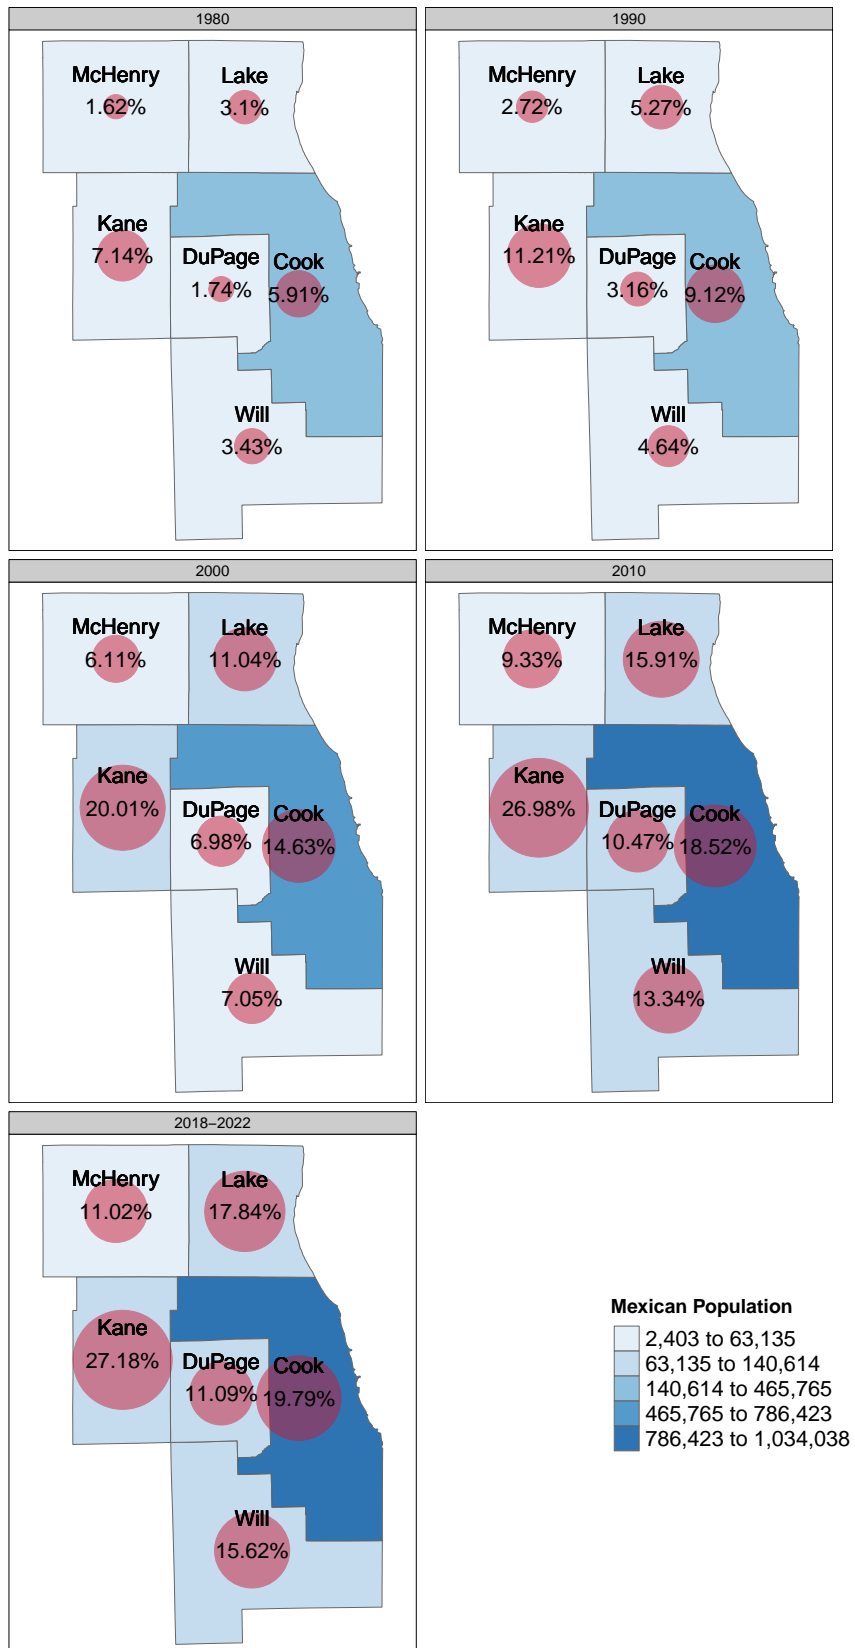 1980
McHenry
1.62%
Lake
3.1%
Kane
7.14%
DuPage
1.74%
Cook
5.91%
Will
3.43%
1990
McHenry
2.72%
Lake
5.27%
Kane
11.21%
DuPage
3.16%
Cook
9.12%
Will
4.64%
2000
McHenry
6.11%
Lake
11.04%
Kane
20.01%
DuPage
6.98%
Cook
14.63%
Will
7.05%
2010
McHenry
9.33%
Lake
15.91%
Kane
26.98%
DuPage
10.47%
Cook
18.52%
Will
13.34%
2018–2022
McHenry
11.02%
Lake
17.84%
Kane
27.18%
DuPage
11.09%
Cook
19.79%
Will
15.62%
Mexican Population
2,403 to 63,135
63,135 to 140,614
140,614 to 465,765
465,765 to 786,423
786,423 to 1,034,038